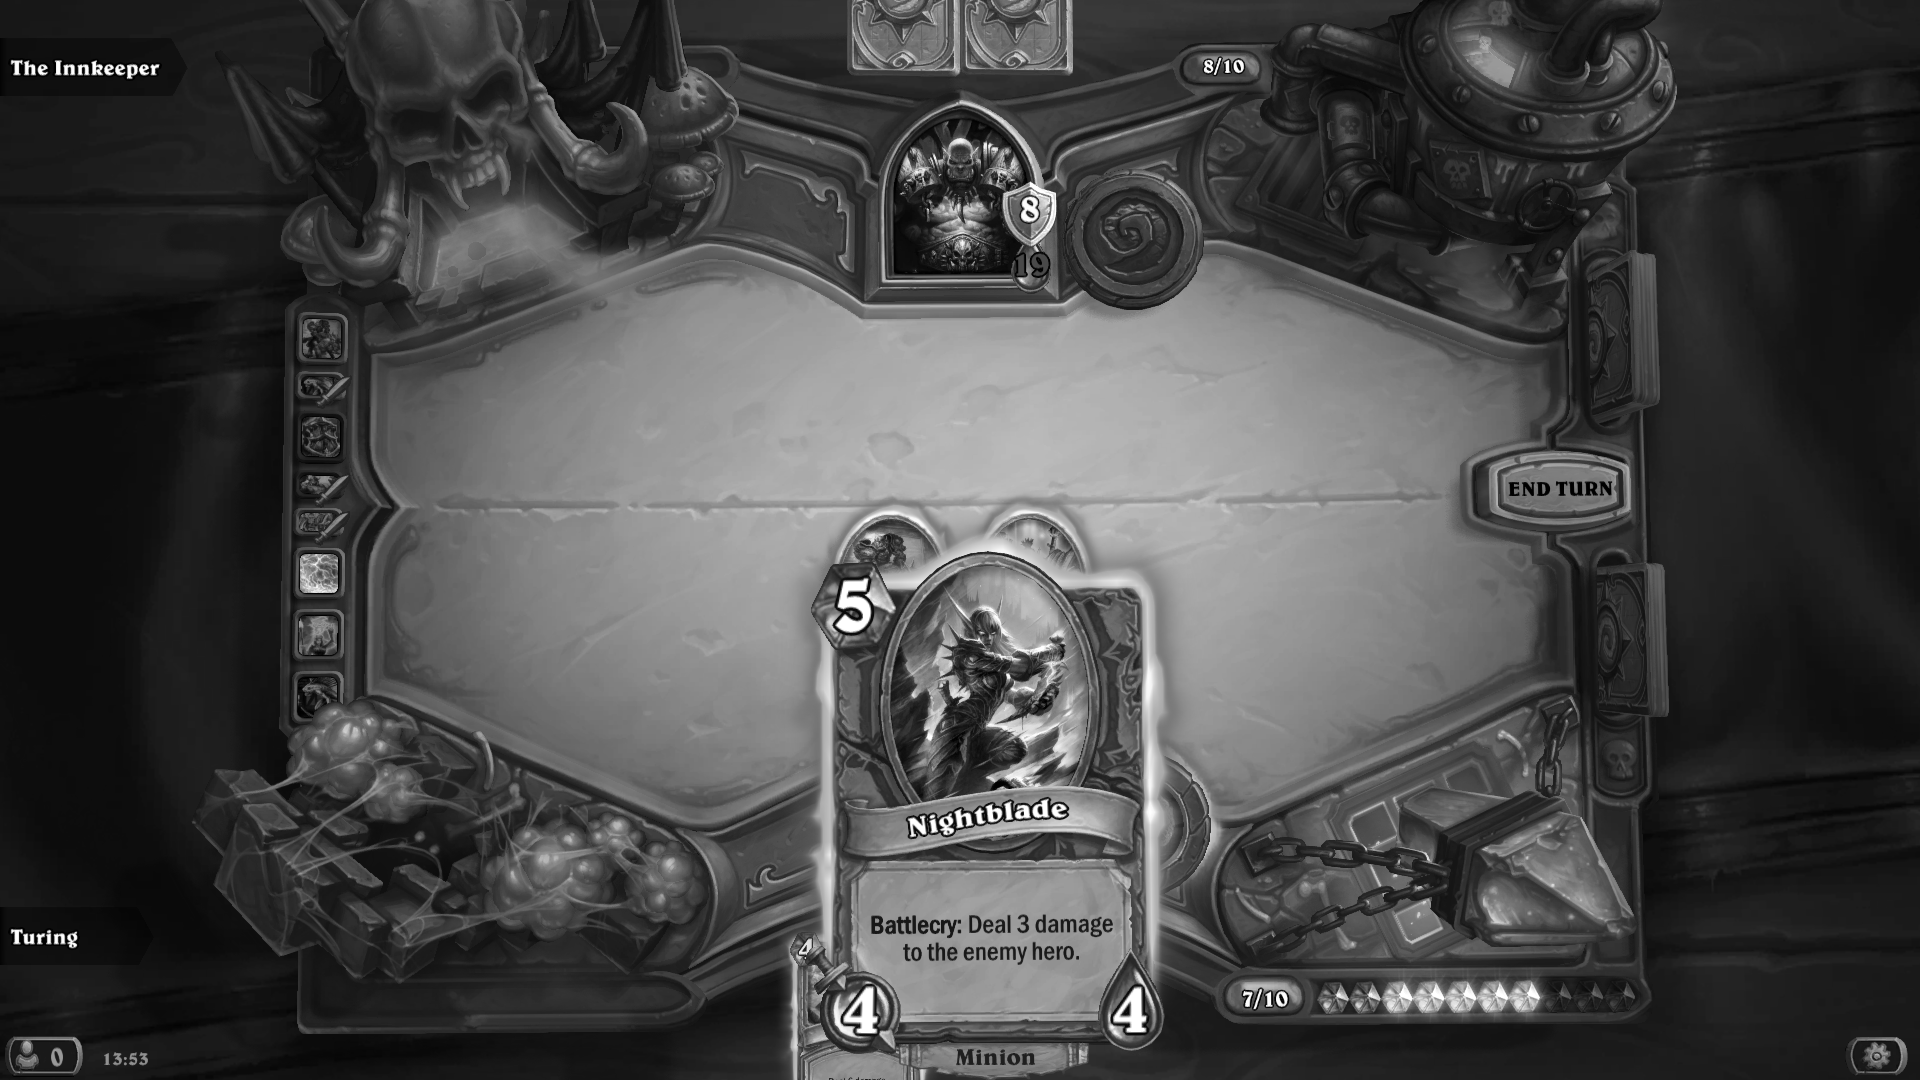 The Innkeeper
8/10
8
19
END TURN
5
Nightblade
Battlecry: Deal 3 damage
to the enemy hero.
4
4
4
Minion
Turing
7/10
0
13:53